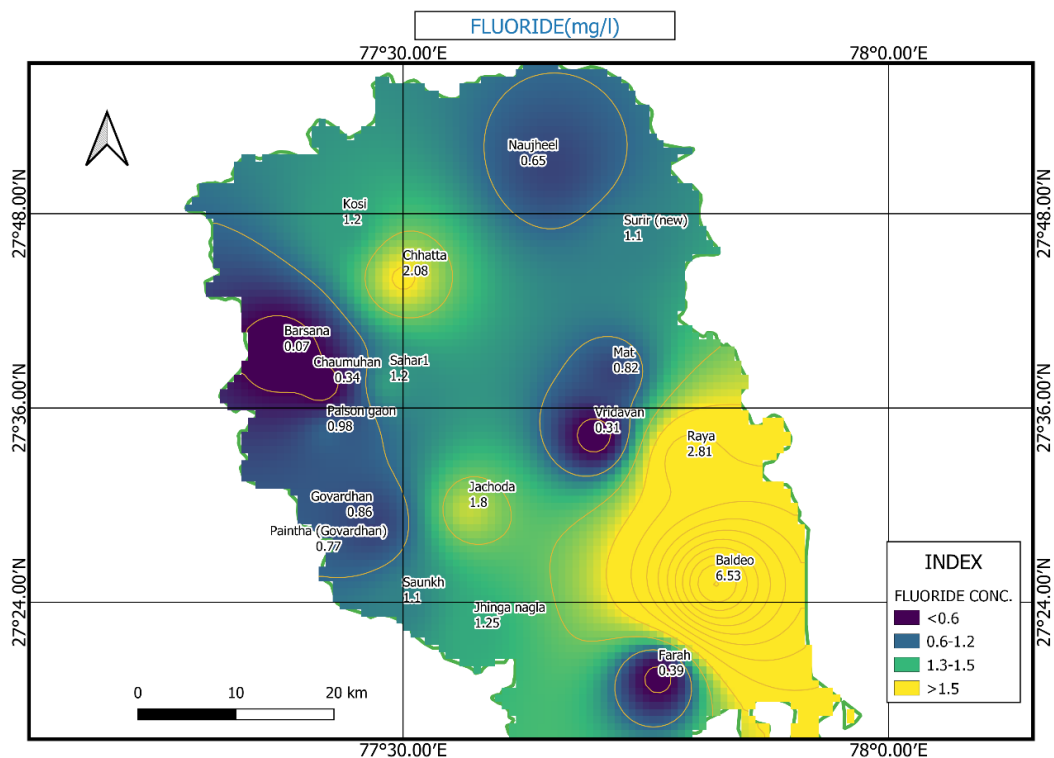 FLUORIDE(mg/l)
77°30.00′E
78°0.00′E
27°48.00′N
27°48.00′N
27°36.00′N
27°36.00′N
27°24.00′N
27°24.00′N
Naujheel
0.65
Kosi
1.2
Surir (new)
1.1
Chhatta
2.08
Barsana
0.07
Chaumuhan
0.34
Sahar1
1.2
Mat
0.82
Palson gaon
0.98
Vridavan
0.31
Raya
2.81
Jachoda
1.8
Govardhan
0.86
Paintha (Govardhan)
0.77
Baldeo
6.53
Saunkh
1.1
Jhinga nagla
1.25
Farah
0.39
INDEX
FLUORIDE CONC.
<0.6
0.6-1.2
1.3-1.5
>1.5
0 10 20 km
77°30.00′E
78°0.00′E